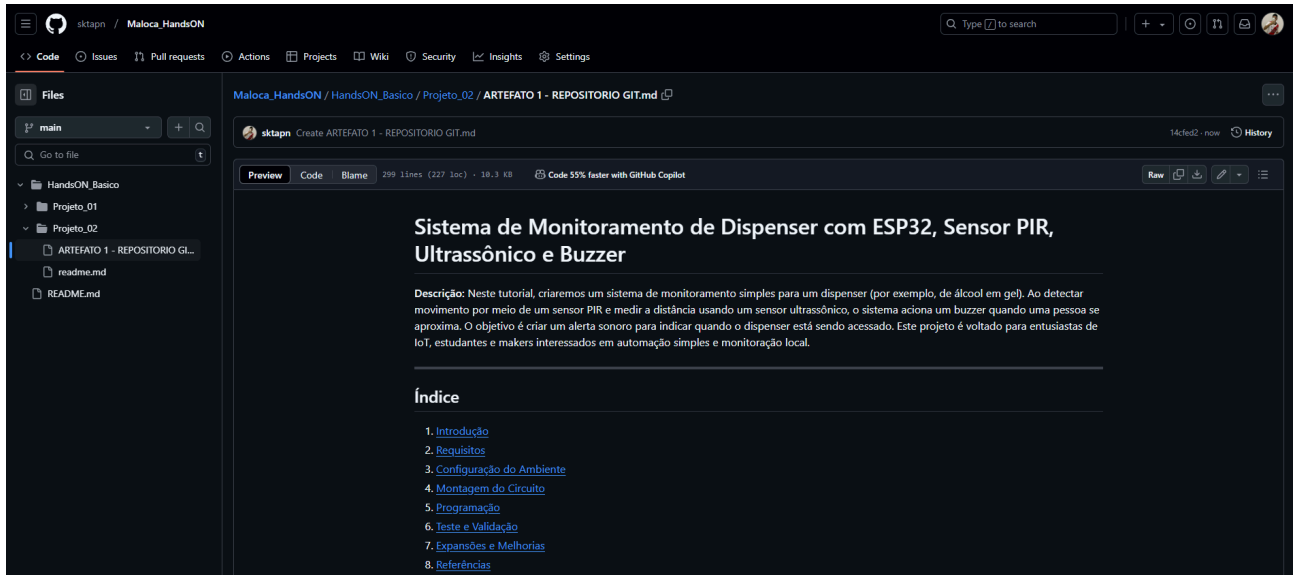 sktapn / Maloca_HandsON
Type / to search
Code Issues Pull requests Actions Projects Wiki Security Insights Settings
Files
main
Go to file t
HandsON_Basico
Projeto_01
Projeto_02
ARTEFATO 1 - REPOSITORIO GI...
readme.md
README.md
Maloca_HandsON / HandsON_Basico / Projeto_02 / ARTEFATO 1 - REPOSITORIO GIT.md
sktapn Create ARTEFATO 1 - REPOSITORIO GIT.md 14cfed2 · now History
Preview Code Blame 299 lines (227 loc) · 10.3 KB Code 55% faster with GitHub Copilot Raw
Sistema de Monitoramento de Dispenser com ESP32, Sensor PIR,
Ultrassônico e Buzzer
Descrição: Neste tutorial, criaremos um sistema de monitoramento simples para um dispenser (por exemplo, de álcool em gel). Ao detectar
movimento por meio de um sensor PIR e medir a distância usando um sensor ultrassônico, o sistema aciona um buzzer quando uma pessoa se
aproxima. O objetivo é criar um alerta sonoro para indicar quando o dispenser está sendo acessado. Este projeto é voltado para entusiastas de
IoT, estudantes e makers interessados em automação simples e monitoração local.
Índice
1. Introdução
2. Requisitos
3. Configuração do Ambiente
4. Montagem do Circuito
5. Programação
6. Teste e Validação
7. Expansões e Melhorias
8. Referências